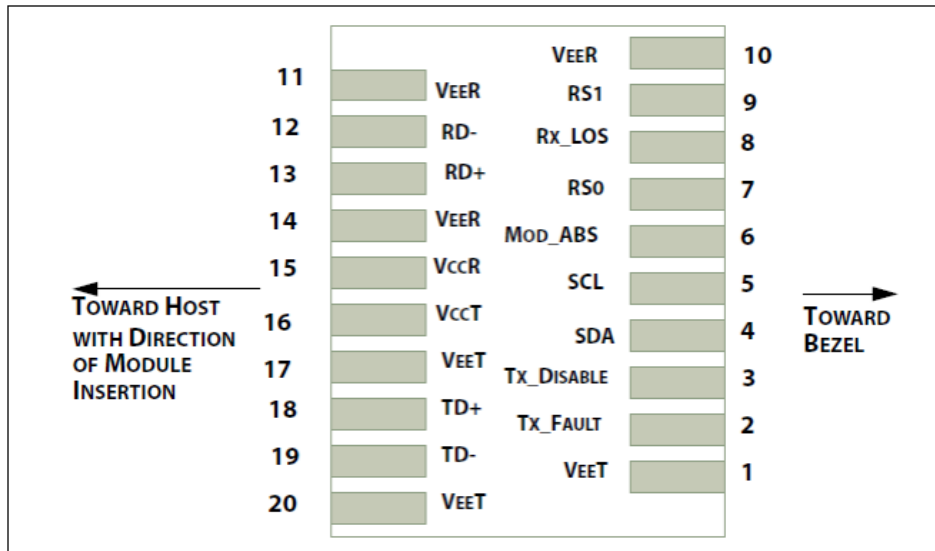 11 VEER
12 RD-
13 RD+
14 VEER
15 VCCR
16 VCCT
17 VEET
18 TD+
19 TD-
20 VEET
VEER 10
RS1 9
RX_LOS 8
RS0 7
MOD_ABS 6
SCL 5
SDA 4
TX_DISABLE 3
TX_FAULT 2
VEET 1
TOWARD HOST
WITH DIRECTION
OF MODULE
INSERTION
TOWARD
BEZEL